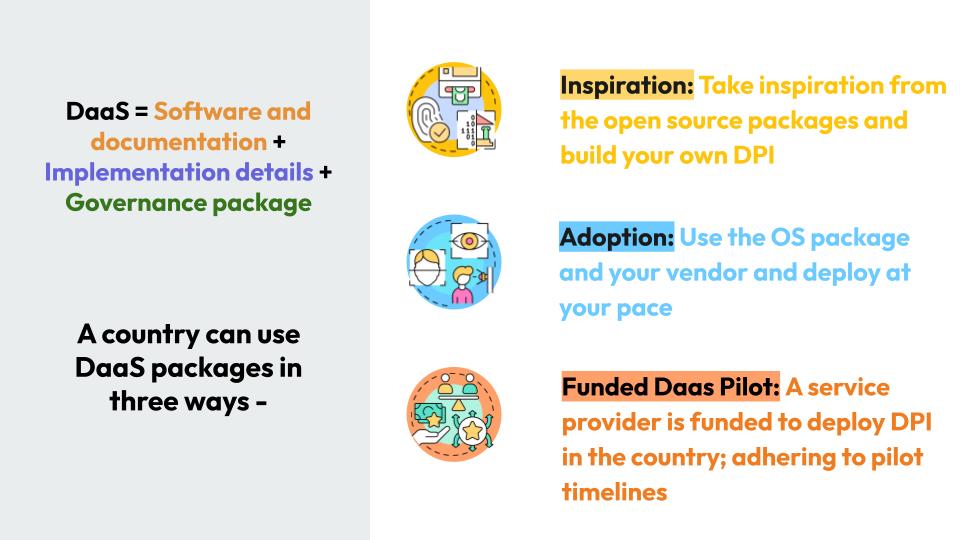 DaaS = Software and
documentation +
Implementation details +
Governance package
A country can use
DaaS packages in
three ways -
Inspiration: Take inspiration from
the open source packages and
build your own DPI
Adoption: Use the OS package
and your vendor and deploy at
your pace
Funded Daas Pilot: A service
provider is funded to deploy DPI
in the country; adhering to pilot
timelines